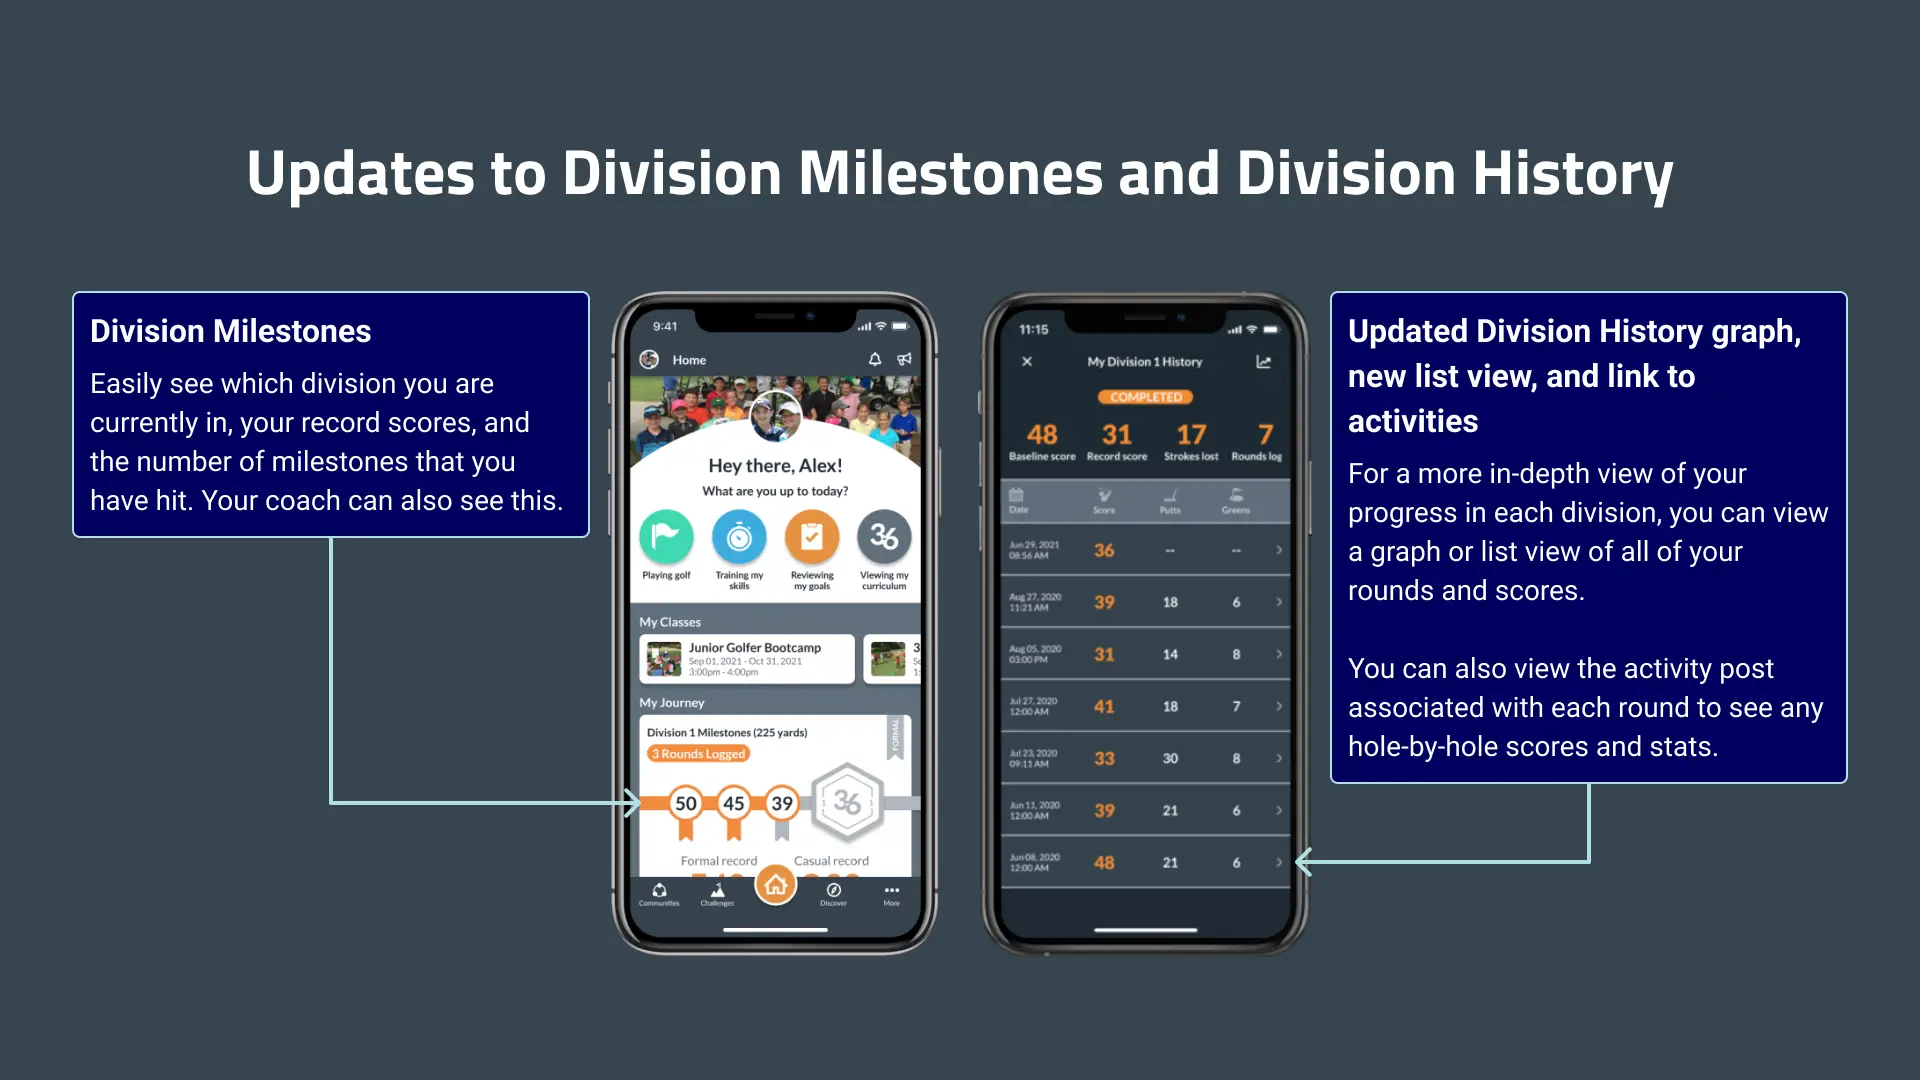 Updates to Division Milestones and Division History
Division Milestones
Easily see which division you are
currently in, your record scores, and
the number of milestones that you
have hit. Your coach can also see this.
9:41
Home
Hey there, Alex!
What are you up to today?
36
Playing golf
Training my
skills
Reviewing
my goals
Viewing my
curriculum
My Classes
Junior Golfer Bootcamp
Sep 01, 2021 - Oct 31, 2021
3:00pm - 4:00pm
3
My Journey
Division 1 Milestones (225 yards)
FORMAL
3 Rounds Logged
50 45 39 36
Formal record Casual record
Communities Challenges Discover More
11:15
My Division 1 History
COMPLETED
48 31 17 7
Baseline score Record score Strokes lost Rounds log
Date Score Putts Greens
Jun 29, 2021
08:56 AM
36 -- --
Aug 27, 2020
11:21 AM
39 18 6
Aug 05, 2020
03:00 PM
31 14 8
Jul 27, 2020
12:00 AM
41 18 7
Jul 23, 2020
09:11 AM
33 30 8
Jun 11, 2020
12:00 AM
39 21 6
Jun 08, 2020
12:00 AM
48 21 6
Updated Division History graph,
new list view, and link to
activities
For a more in-depth view of your
progress in each division, you can view
a graph or list view of all of your
rounds and scores.
You can also view the activity post
associated with each round to see any
hole-by-hole scores and stats.